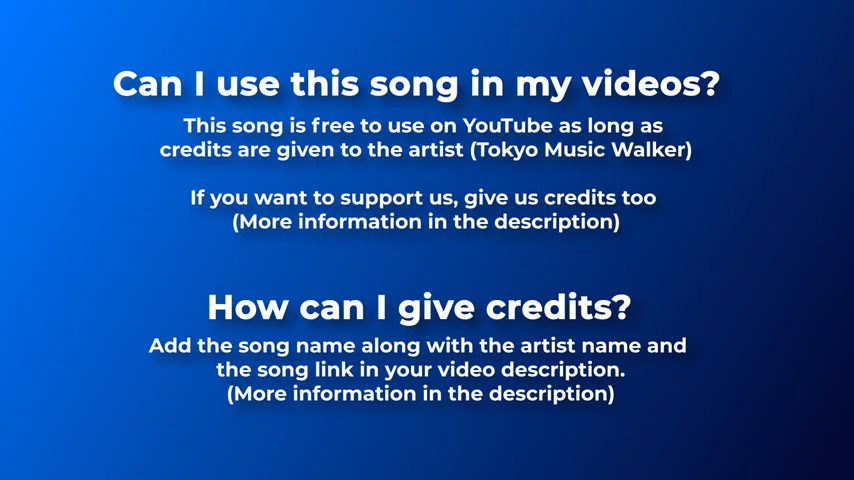 Can I use this song in my videos?
This song is free to use on YouTube as long as
credits are given to the artist (Tokyo Music Walker)
If you want to support us, give us credits too
(More information in the description)
How can I give credits?
Add the song name along with the artist name and
the song link in your video description.
(More information in the description)